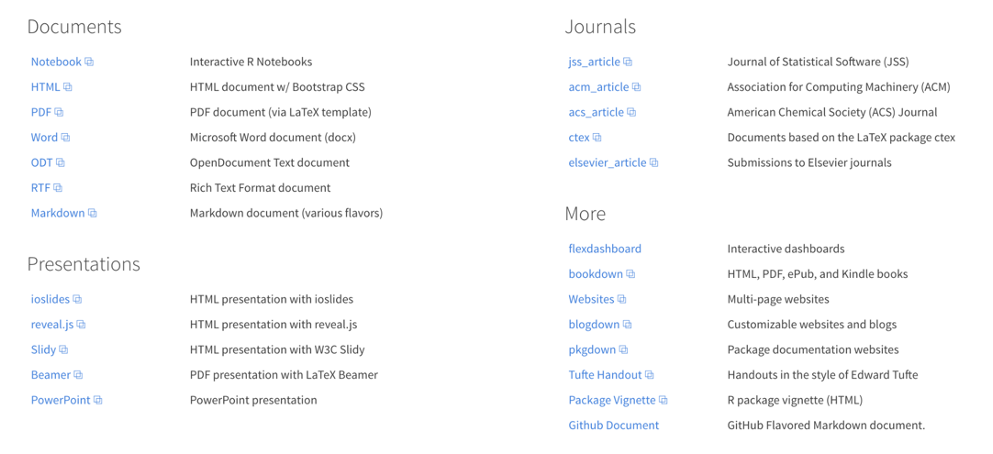 Documents
Notebook Interactive R Notebooks
HTML HTML document w/ Bootstrap CSS
PDF PDF document (via LaTeX template)
Word Microsoft Word document (docx)
ODT OpenDocument Text document
RTF Rich Text Format document
Markdown Markdown document (various flavors)
Presentations
ioslides HTML presentation with ioslides
reveal.js HTML presentation with reveal.js
Slidy HTML presentation with W3C Slidy
Beamer PDF presentation with LaTeX Beamer
PowerPoint PowerPoint presentation
Journals
jss_article Journal of Statistical Software (JSS)
acm_article Association for Computing Machinery (ACM)
acs_article American Chemical Society (ACS) Journal
ctex Documents based on the LaTeX package ctex
elsevier_article Submissions to Elsevier journals
More
flexdashboard Interactive dashboards
bookdown HTML, PDF, ePub, and Kindle books
Websites Multi-page websites
blogdown Customizable websites and blogs
pkgdown Package documentation websites
Tufte Handout Handouts in the style of Edward Tufte
Package Vignette R package vignette (HTML)
Github Document GitHub Flavored Markdown document.